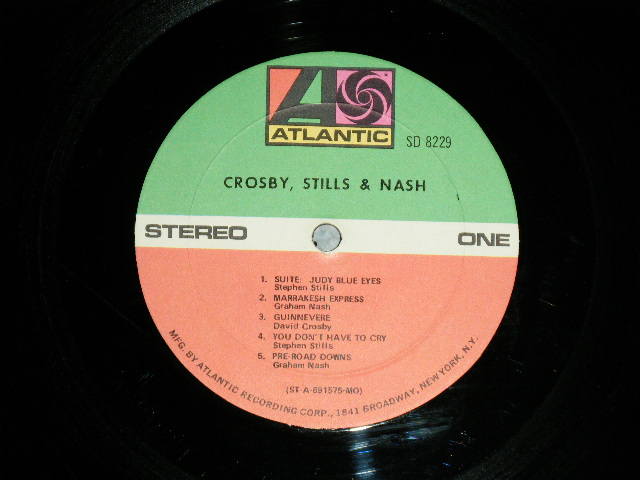 ATLANTIC
SD 8229
CROSBY, STILLS & NASH
STEREO
ONE
1. SUITE: JUDY BLUE EYES
Stephen Stills
2. MARRAKESH EXPRESS
Graham Nash
3. GUINNEVERE
David Crosby
4. YOU DON'T HAVE TO CRY
Stephen Stills
5. PRE-ROAD DOWNS
Graham Nash
(ST-A-691575-MO)
MFG. BY ATLANTIC RECORDING CORP., 1841 BROADWAY, NEW YORK, N.Y.